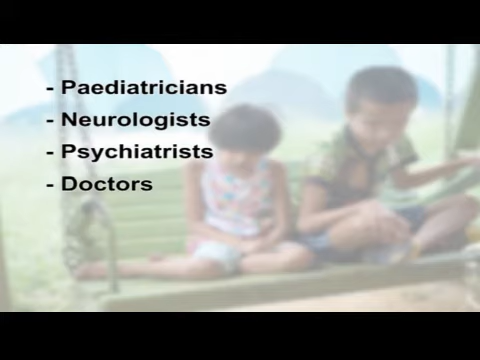 - Paediatricians
- Neurologists
- Psychiatrists
- Doctors